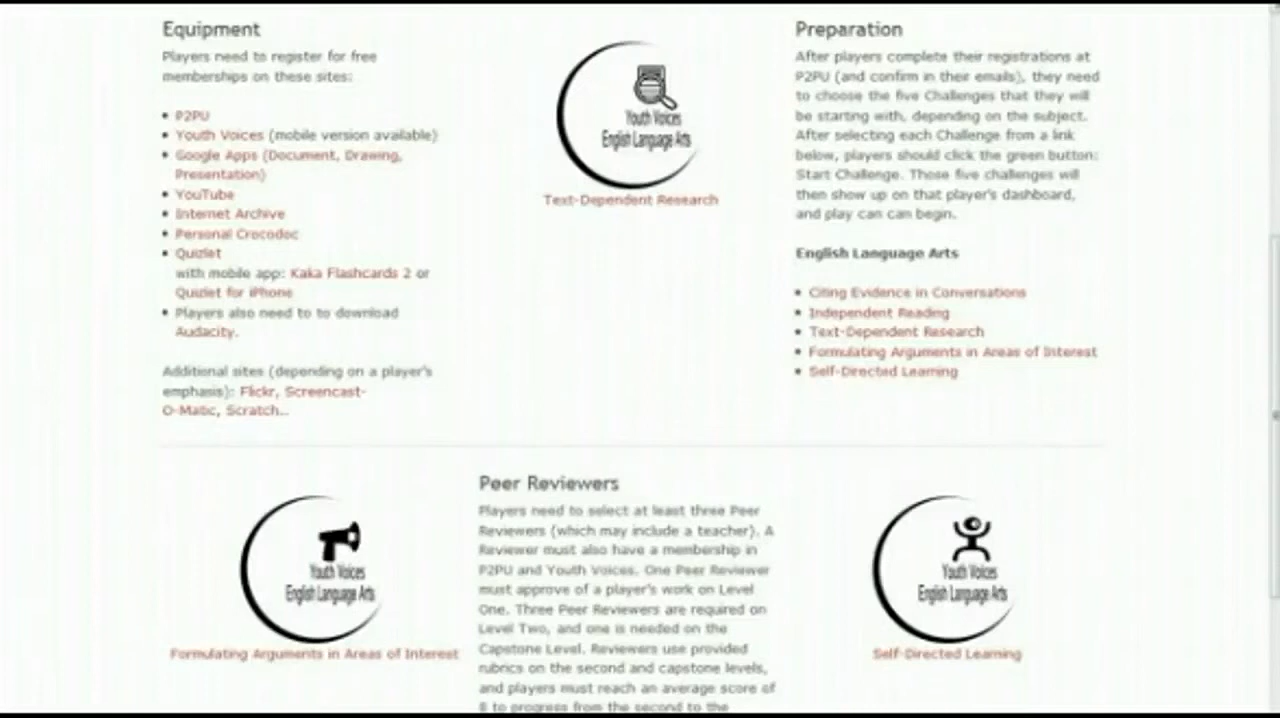 Equipment
Players need to register for free
memberships on these sites:
• P2PU
• Youth Voices (mobile version available)
• Google Apps (Document, Drawing,
Presentation)
• YouTube
• Internet Archive
• Personal Crocodoc
• Quizlet
with mobile app: Kaka Flashcards 2 or
Quizlet for iPhone
• Players also need to to download
Audacity.
Additional sites (depending on a player's
emphasis): Flickr, Screencast-
O-Matic, Scratch..
Youth Voices
English Language Arts
Text-Dependent Research
Preparation
After players complete their registrations at
P2PU (and confirm in their emails), they need
to choose the five Challenges that they will
be starting with, depending on the subject.
After selecting each Challenge from a link
below, players should click the green button:
Start Challenge. Those five challenges will
then show up on that player's dashboard,
and play can can begin.
English Language Arts
• Citing Evidence in Conversations
• Independent Reading
• Text-Dependent Research
• Formulating Arguments in Areas of Interest
• Self-Directed Learning
Youth Voices
English Language Arts
Formulating Arguments in Areas of Interest
Peer Reviewers
Players need to select at least three Peer
Reviewers (which may include a teacher). A
Reviewer must also have a membership in
P2PU and Youth Voices. One Peer Reviewer
must approve of a player's work on Level
One. Three Peer Reviewers are required on
Level Two, and one is needed on the
Capstone Level. Reviewers use provided
rubrics on the second and capstone levels,
and players must reach an average score of
8 to progress from the second to the
Youth Voices
English Language Arts
Self-Directed Learning